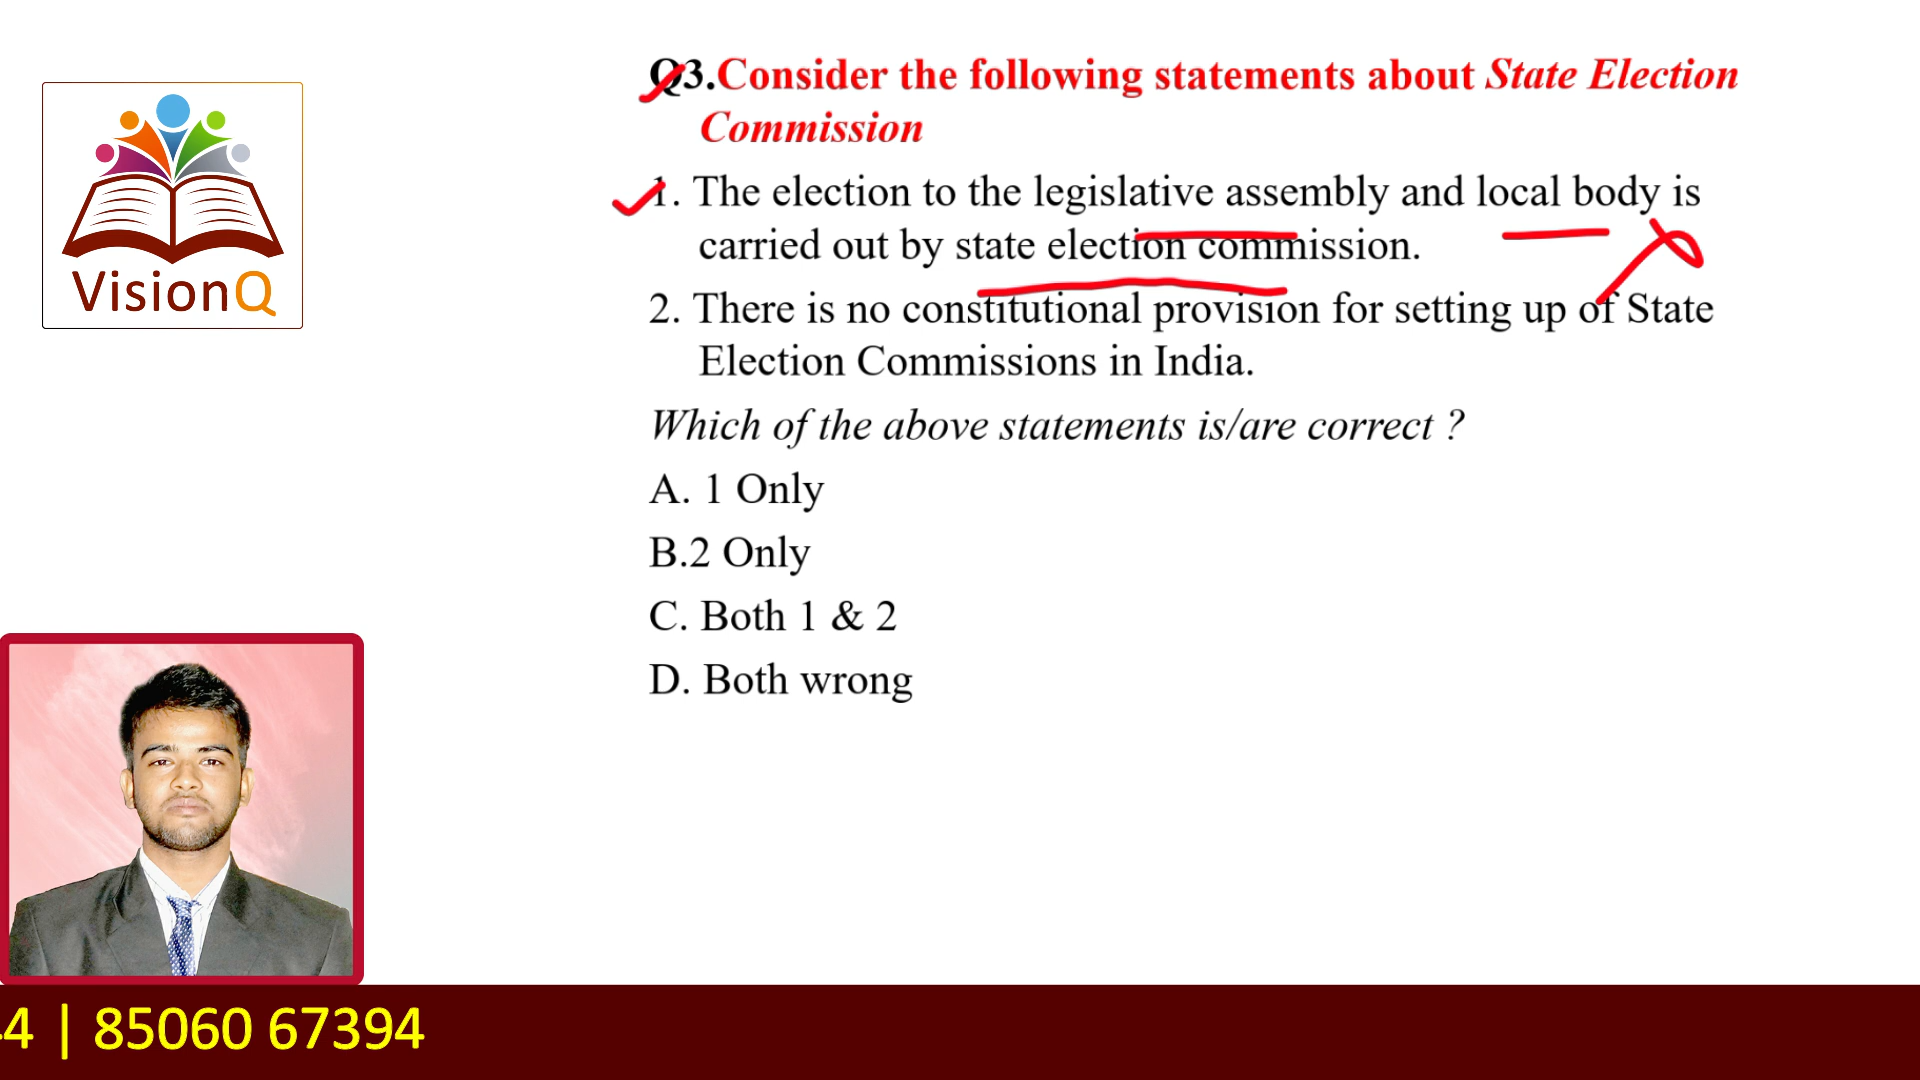 Q3.Consider the following statements about State Election
Commission
1. The election to the legislative assembly and local body is
carried out by state election commission.
2. There is no constitutional provision for setting up of State
Election Commissions in India.
Which of the above statements is/are correct ?
A. 1 Only
B.2 Only
C. Both 1 & 2
D. Both wrong
VisionQ
4 | 85060 67394